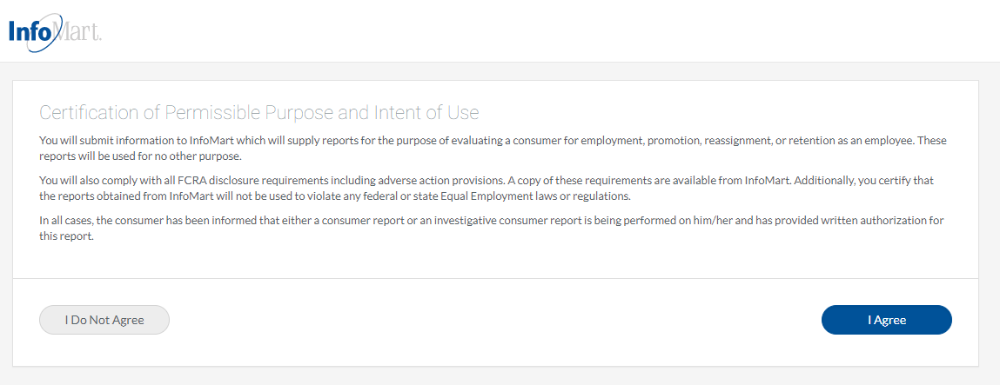 InfoMart.
Certification of Permissible Purpose and Intent of Use
You will submit information to InfoMart which will supply reports for the purpose of evaluating a consumer for employment, promotion, reassignment, or retention as an employee. These
reports will be used for no other purpose.
You will also comply with all FCRA disclosure requirements including adverse action provisions. A copy of these requirements are available from InfoMart. Additionally, you certify that
the reports obtained from InfoMart will not be used to violate any federal or state Equal Employment laws or regulations.
In all cases, the consumer has been informed that either a consumer report or an investigative consumer report is being performed on him/her and has provided written authorization for
this report.
I Do Not Agree
I Agree